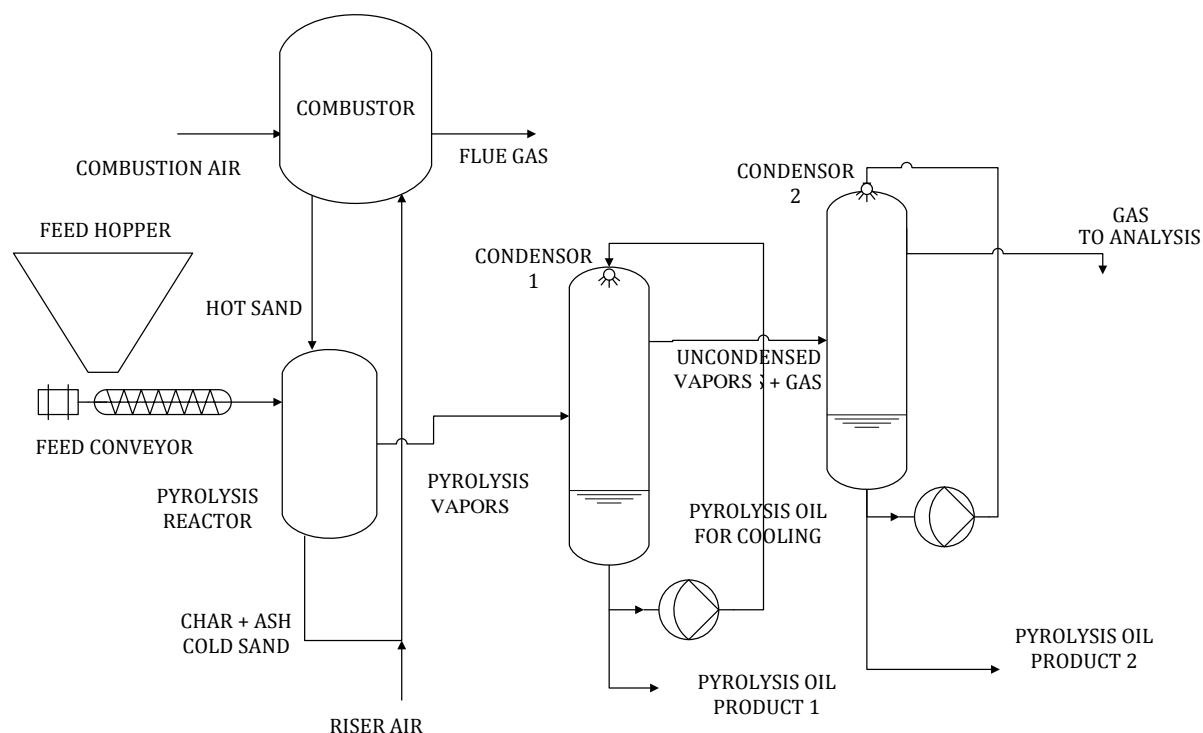 COMBUSTOR
COMBUSTION AIR
FLUE GAS
CONDENSOR
2
GAS
TO ANALYSIS
FEED HOPPER
CONDENSOR
1
HOT SAND
UNCONDENSED
VAPORS + GAS
FEED CONVEYOR
PYROLYSIS
REACTOR
PYROLYSIS
VAPORS
PYROLYSIS OIL
FOR COOLING
CHAR + ASH
COLD SAND
PYROLYSIS OIL
PRODUCT 2
PYROLYSIS OIL
PRODUCT 1
RISER AIR